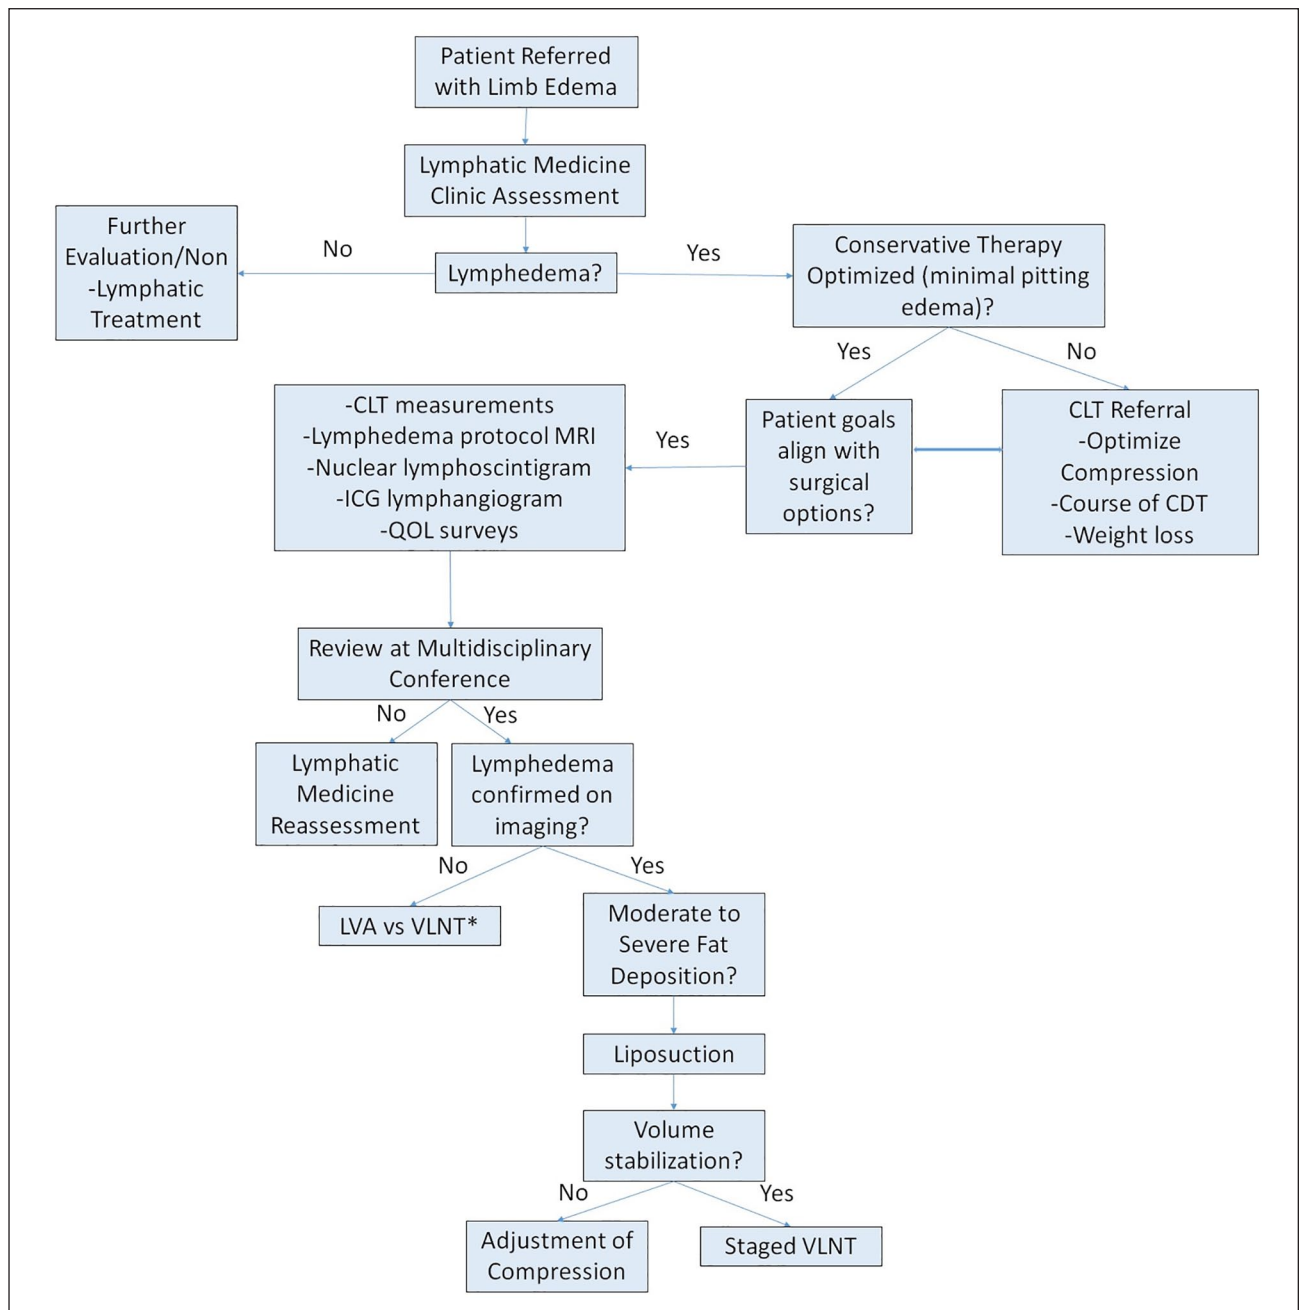 Patient Referred
with Limb Edema
Lymphatic Medicine
Clinic Assessment
Further
Evaluation/Non
-Lymphatic
Treatment
No
Lymphedema?
Yes
Conservative Therapy
Optimized (minimal pitting
edema)?
Yes
No
-CLT measurements
-Lymphedema protocol MRI
-Nuclear lymphoscintigram
-ICG lymphangiogram
-QOL surveys
Yes
Patient goals
align with
surgical
options?
CLT Referral
-Optimize
Compression
-Course of CDT
-Weight loss
Review at Multidisciplinary
Conference
No
Yes
Lymphatic
Medicine
Reassessment
Lymphedema
confirmed on
imaging?
No
Yes
LVA vs VLNT*
Moderate to
Severe Fat
Deposition?
Liposuction
Volume
stabilization?
No
Yes
Adjustment of
Compression
Staged VLNT